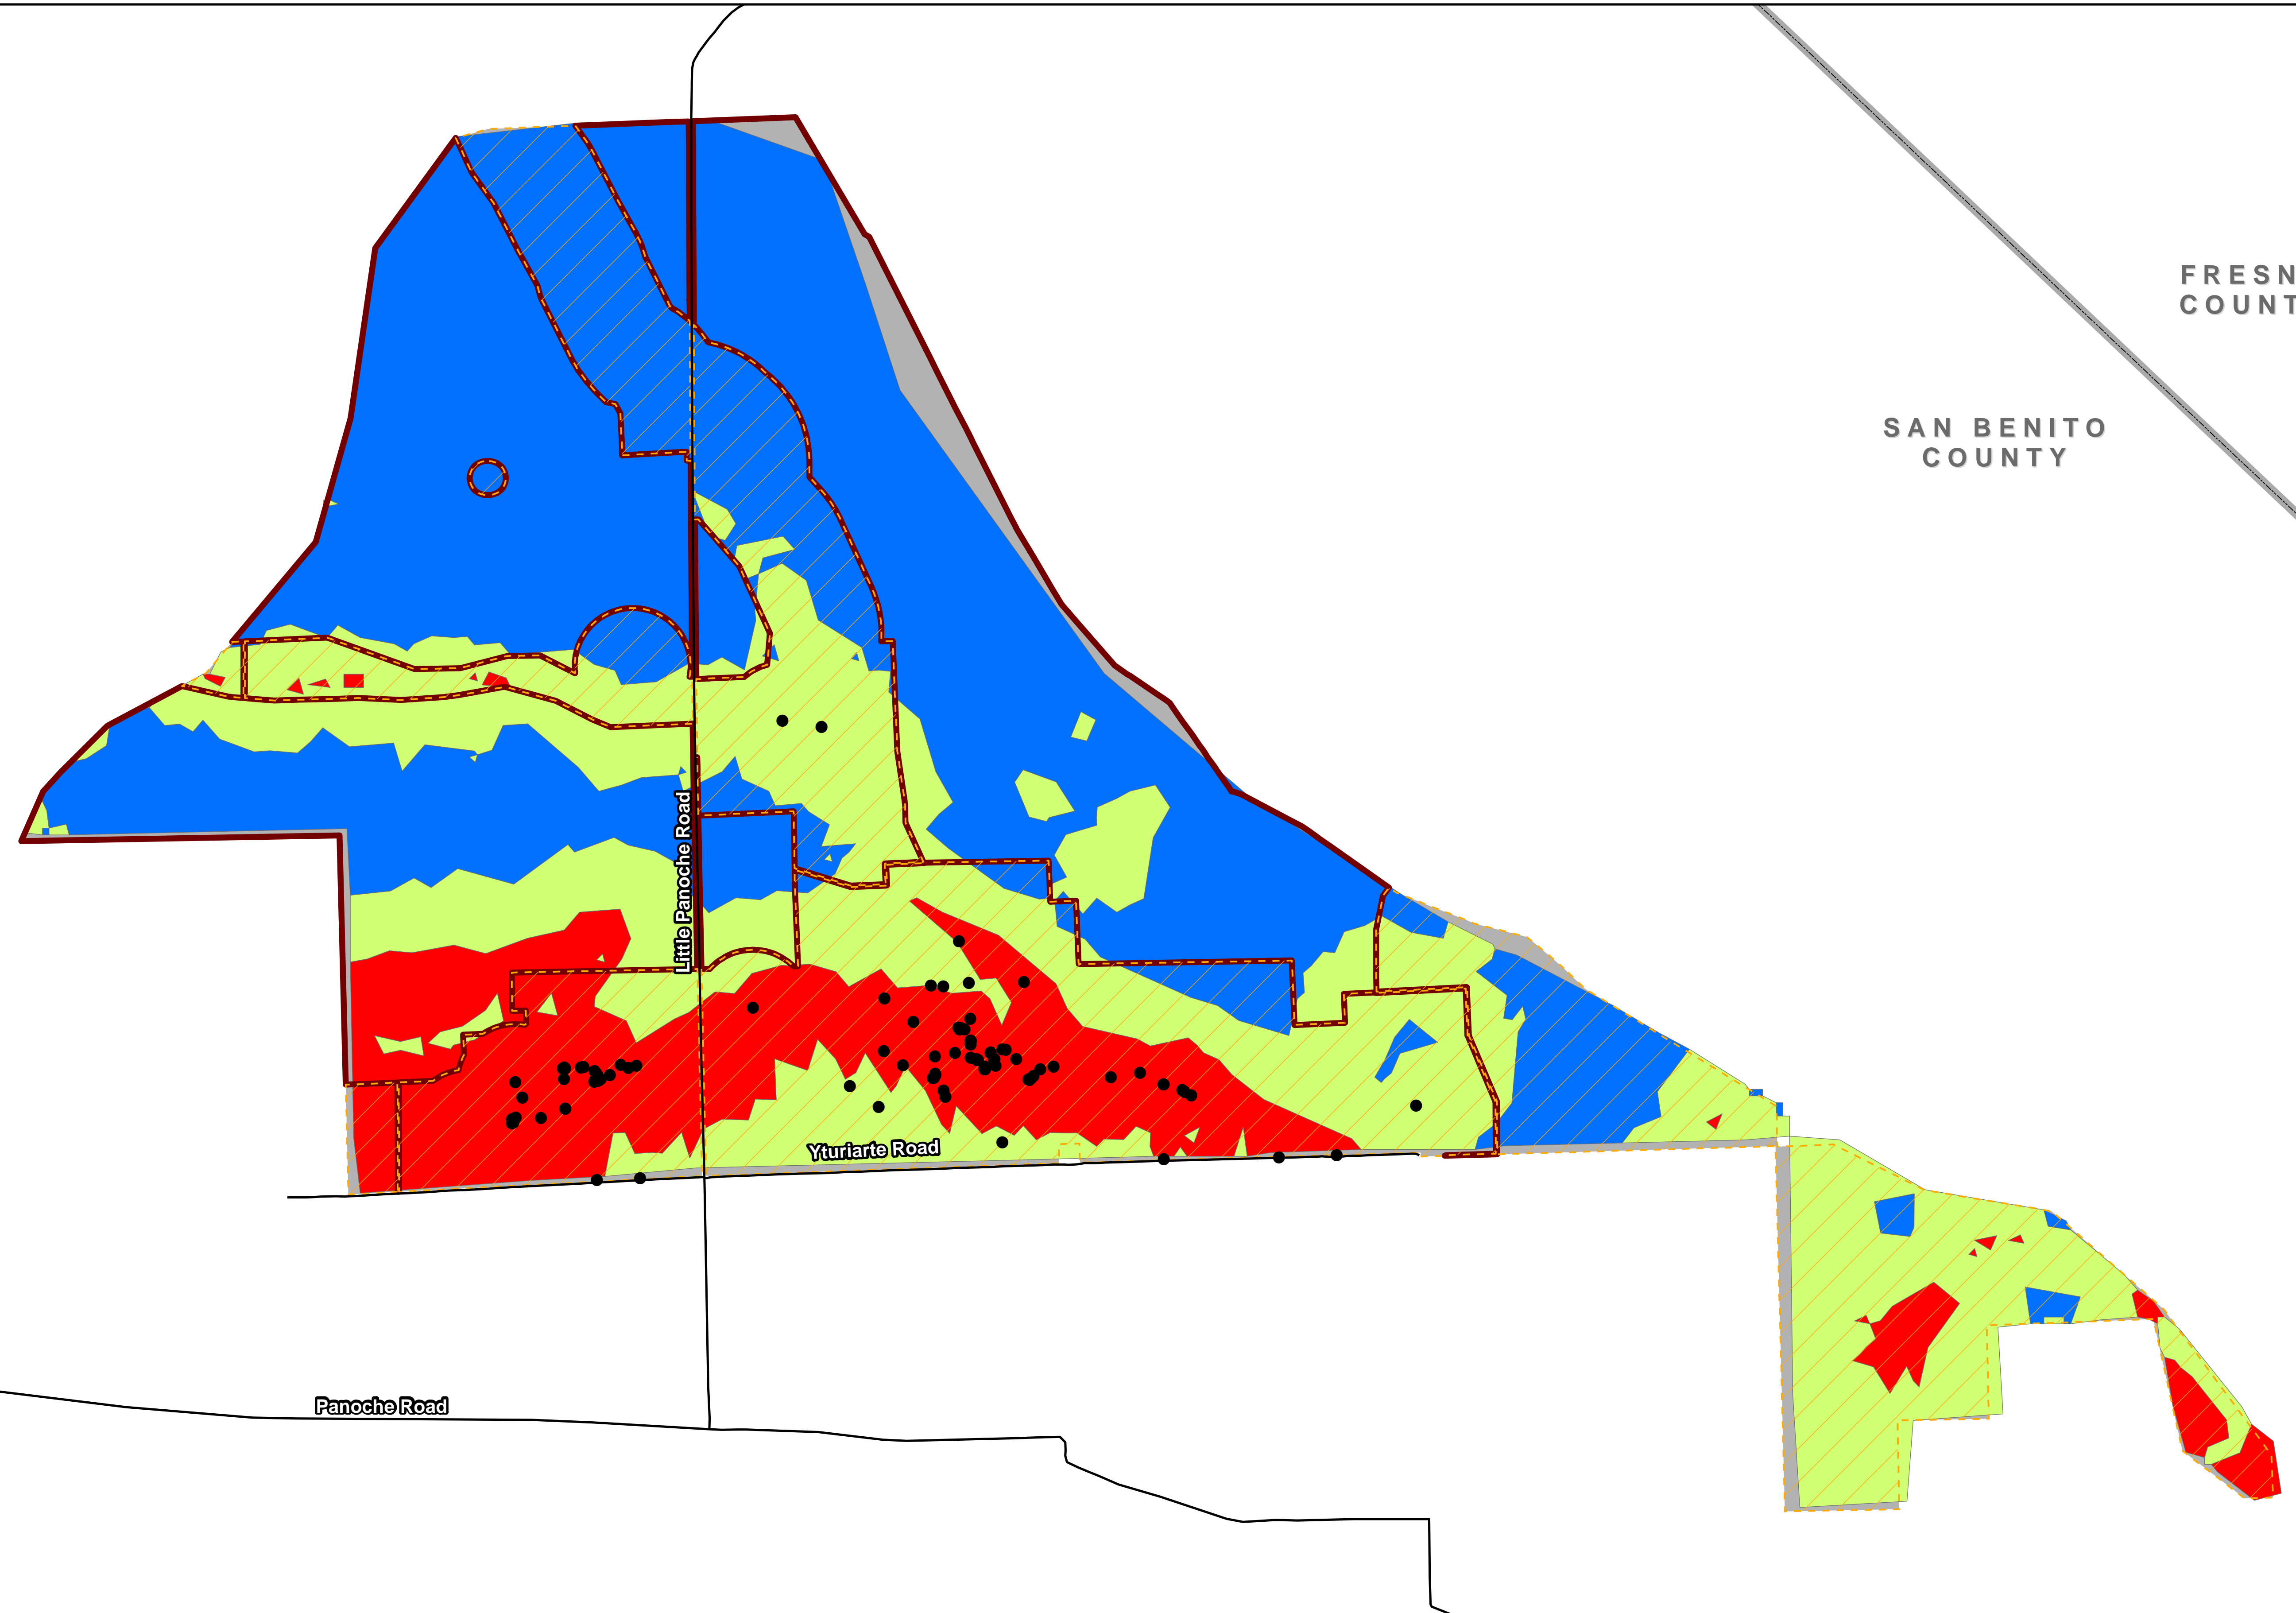 FRESN
COUNT
SAN BENITO
COUNTY
Little Panoche Road
Yturiarte Road
Panoche Road